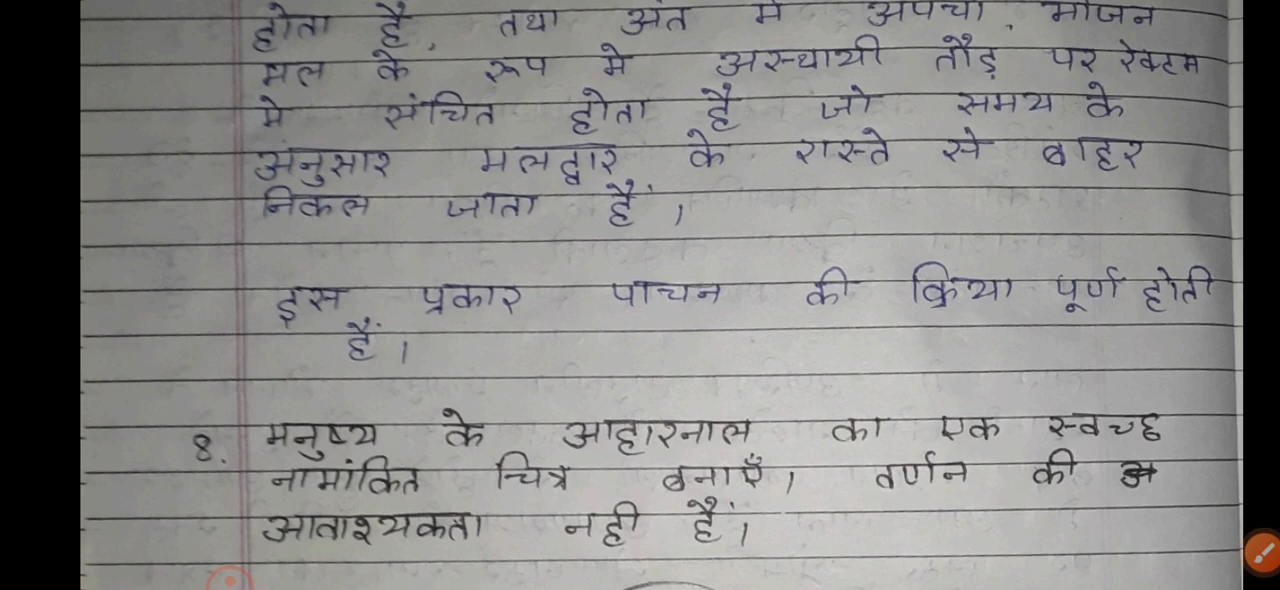 होता है, तथा अंत में अपचा भोजन
मल के रूप मे अस्थायी तौड़ पर रेक्टम
मे संचित होता है जो समय के
अनुसार मलद्वार के रास्ते से बाहर
निकल जाता है।
इस प्रकार पाचन की क्रिया पूर्ण होती
हैं।
8. मनुष्य के आहारनाल का एक स्वच्छ
नामांकित चित्र बनाएँ। वर्णन की
आवाश्यकता नही हैं।